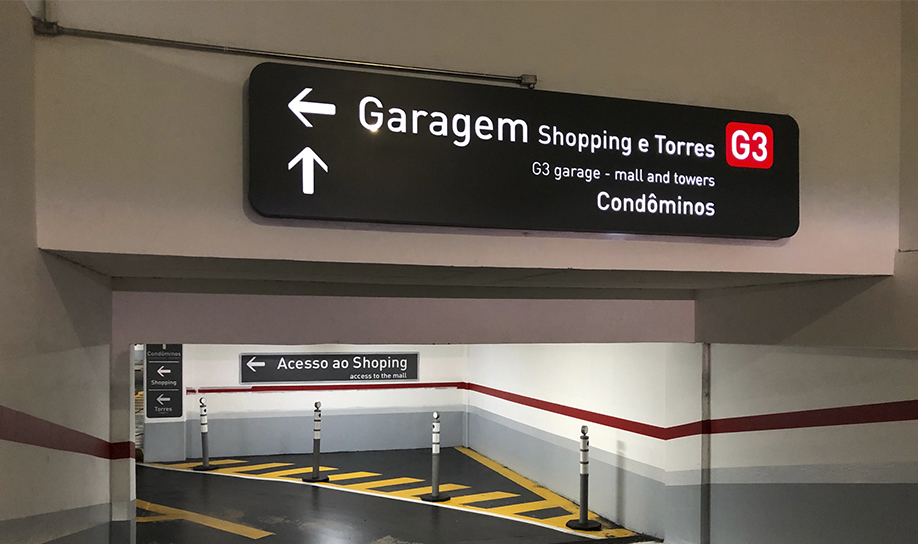 Garagem Shopping e Torres G3
G3 garage - mall and towers
Condôminos
Acesso ao Shoping
access to the mall
Condôminos
Shopping
Torres